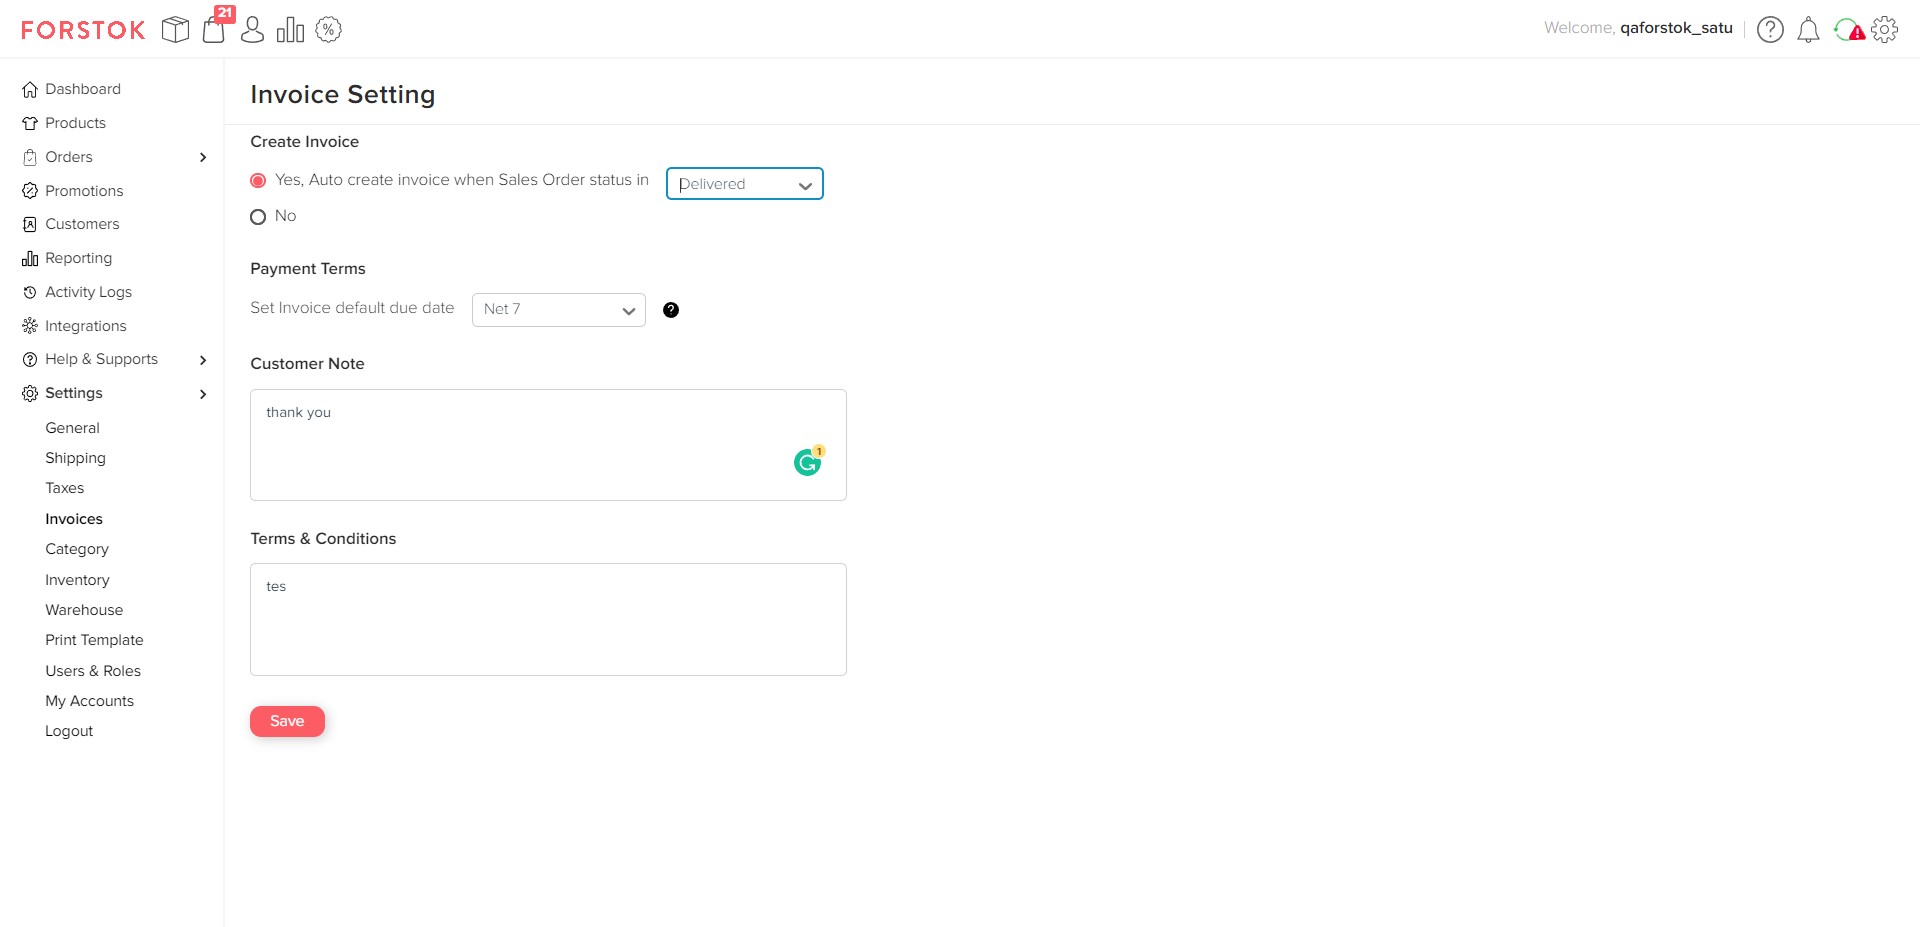 FORSTOK
21
%
Welcome, qaforstok_satu
?
Dashboard
Products
Orders
Promotions
Customers
Reporting
Activity Logs
Integrations
Help & Supports
Settings
General
Shipping
Taxes
Invoices
Category
Inventory
Warehouse
Print Template
Users & Roles
My Accounts
Logout
Invoice Setting
Create Invoice
Yes, Auto create invoice when Sales Order status in
Delivered
No
Payment Terms
Set Invoice default due date
Net 7
?
Customer Note
thank you
1
Terms & Conditions
tes
Save